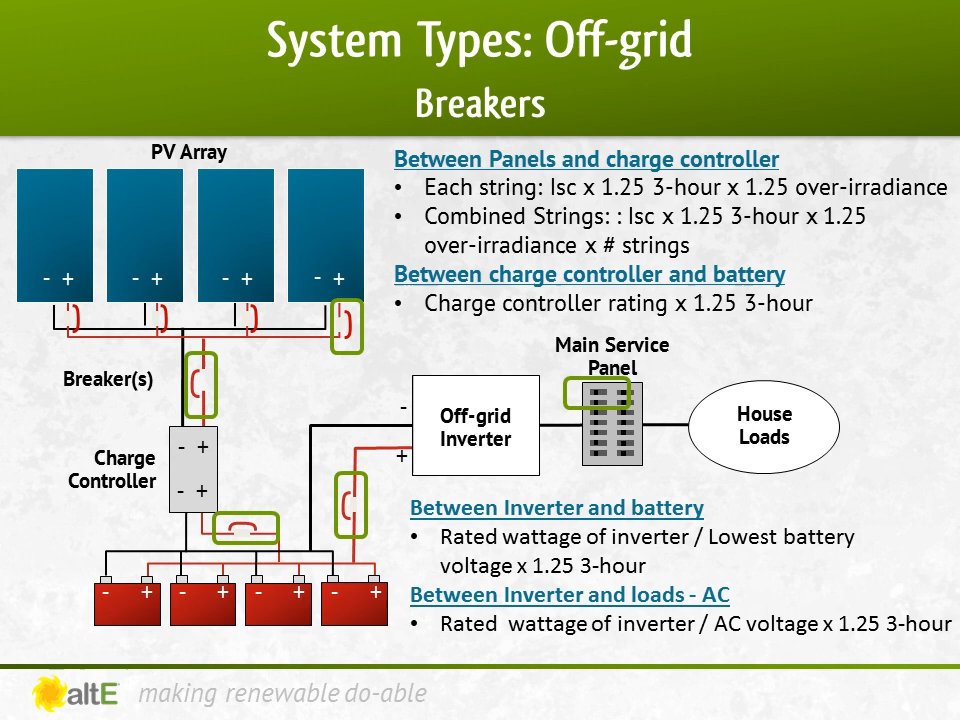 System Types: Off-grid
Breakers
PV Array
- + - + - + - +
Between Panels and charge controller
• Each string: Isc x 1.25 3-hour x 1.25 over-irradiance
• Combined Strings: : Isc x 1.25 3-hour x 1.25
over-irradiance x # strings
Between charge controller and battery
• Charge controller rating x 1.25 3-hour
Breaker(s)
Main Service
Panel
Charge
Controller
- +
- +
-
+
Off-grid
Inverter
House
Loads
- + - + - + - +
Between Inverter and battery
• Rated wattage of inverter / Lowest battery
voltage x 1.25 3-hour
Between Inverter and loads - AC
• Rated wattage of inverter / AC voltage x 1.25 3-hour
altE making renewable do-able